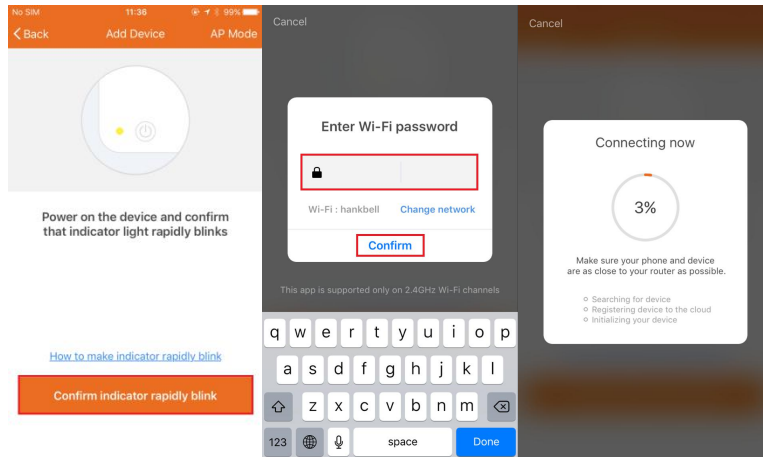 No SIM 11:36 99%
Back Add Device AP Mode
Power on the device and confirm
that indicator light rapidly blinks
How to make indicator rapidly blink
Confirm indicator rapidly blink
Cancel
Enter Wi-Fi password
Wi-Fi : hankbell Change network
Confirm
This app is supported only on 2.4GHz Wi-Fi channels
q w e r t y u i o p
a s d f g h j k l
z x c v b n m
123 space Done
Cancel
Connecting now
3%
Make sure your phone and device
are as close to your router as possible.
Searching for device
Registering device to the cloud
Initializing your device